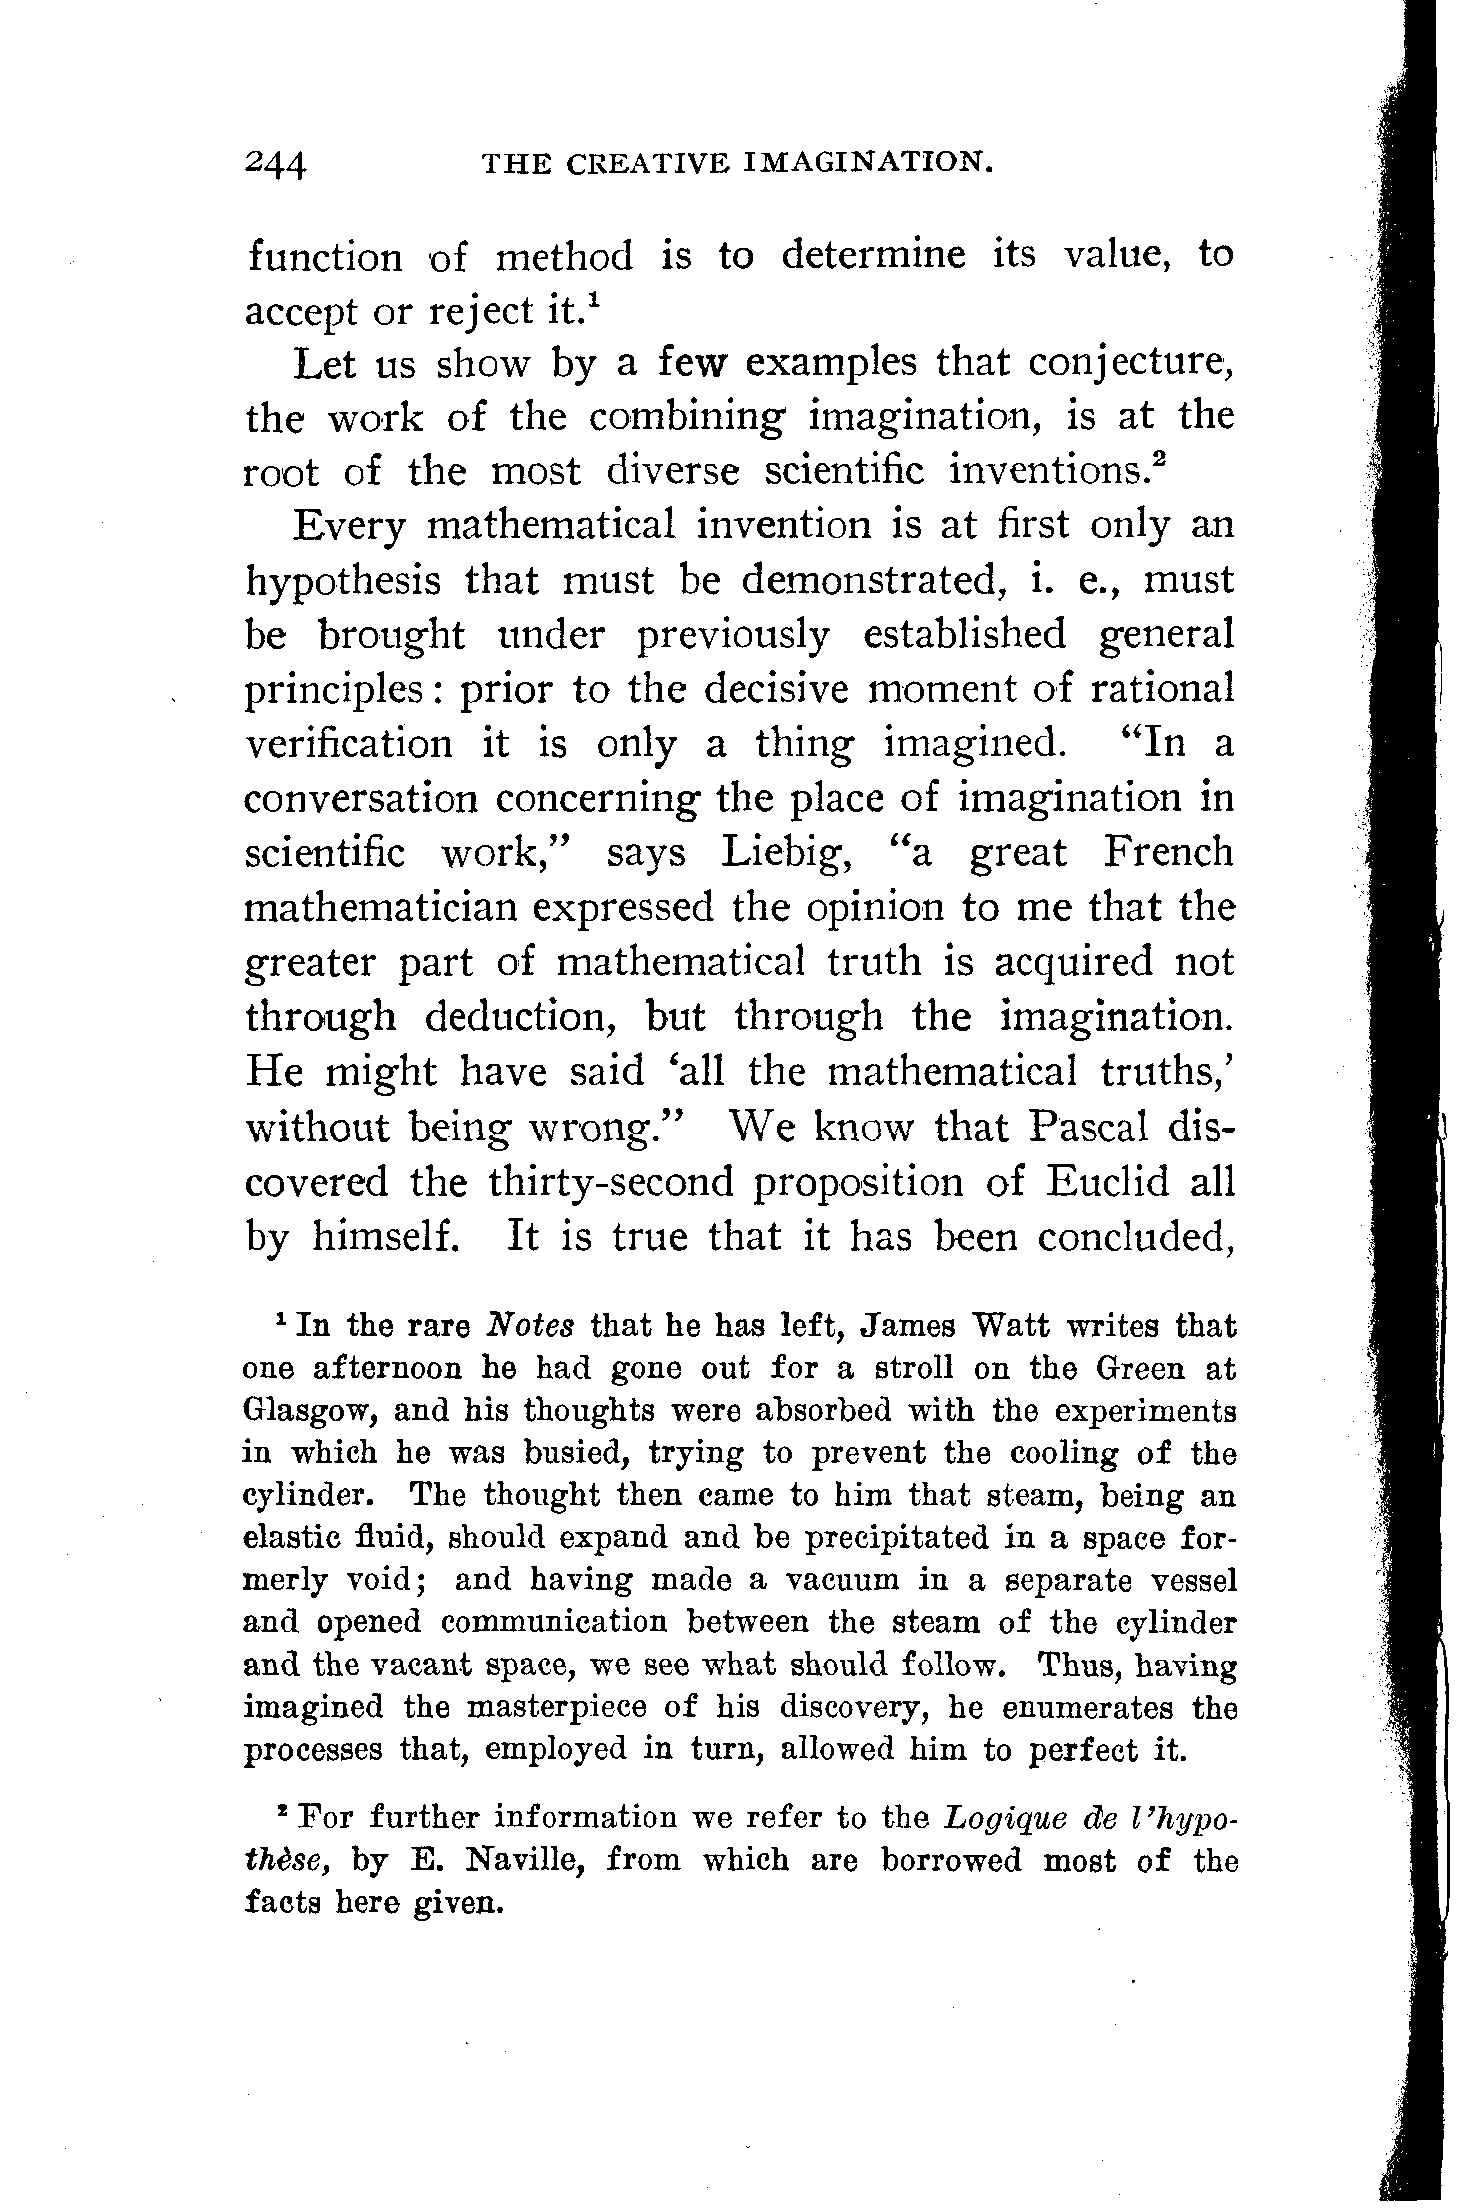 244 THE CREATIVE IMAGINATION.
function of method is to determine its value, to
accept or reject it.¹
Let us show by a few examples that conjecture,
the work of the combining imagination, is at the
root of the most diverse scientific inventions.²
Every mathematical invention is at first only an
hypothesis that must be demonstrated, i. e., must
be brought under previously established general
principles: prior to the decisive moment of rational
verification it is only a thing imagined. “In a
conversation concerning the place of imagination in
scientific work,” says Liebig, “a great French
mathematician expressed the opinion to me that the
greater part of mathematical truth is acquired not
through deduction, but through the imagination.
He might have said ‘all the mathematical truths,’
without being wrong.” We know that Pascal dis-
covered the thirty-second proposition of Euclid all
by himself. It is true that it has been concluded,
¹ In the rare Notes that he has left, James Watt writes that
one afternoon he had gone out for a stroll on the Green at
Glasgow, and his thoughts were absorbed with the experiments
in which he was busied, trying to prevent the cooling of the
cylinder. The thought then came to him that steam, being an
elastic fluid, should expand and be precipitated in a space for-
merly void; and having made a vacuum in a separate vessel
and opened communication between the steam of the cylinder
and the vacant space, we see what should follow. Thus, having
imagined the masterpiece of his discovery, he enumerates the
processes that, employed in turn, allowed him to perfect it.
² For further information we refer to the Logique de l’hypo-
thèse, by E. Naville, from which are borrowed most of the
facts here given.